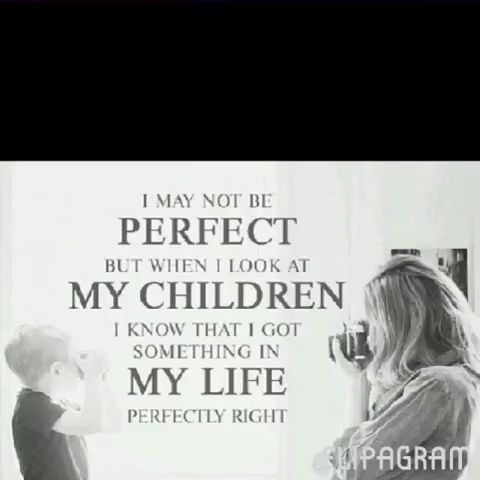 I MAY NOT BE
PERFECT
BUT WHEN I LOOK AT
MY CHILDREN
I KNOW THAT I GOT
SOMETHING IN
MY LIFE
PERFECTLY RIGHT
FLIPAGRAM